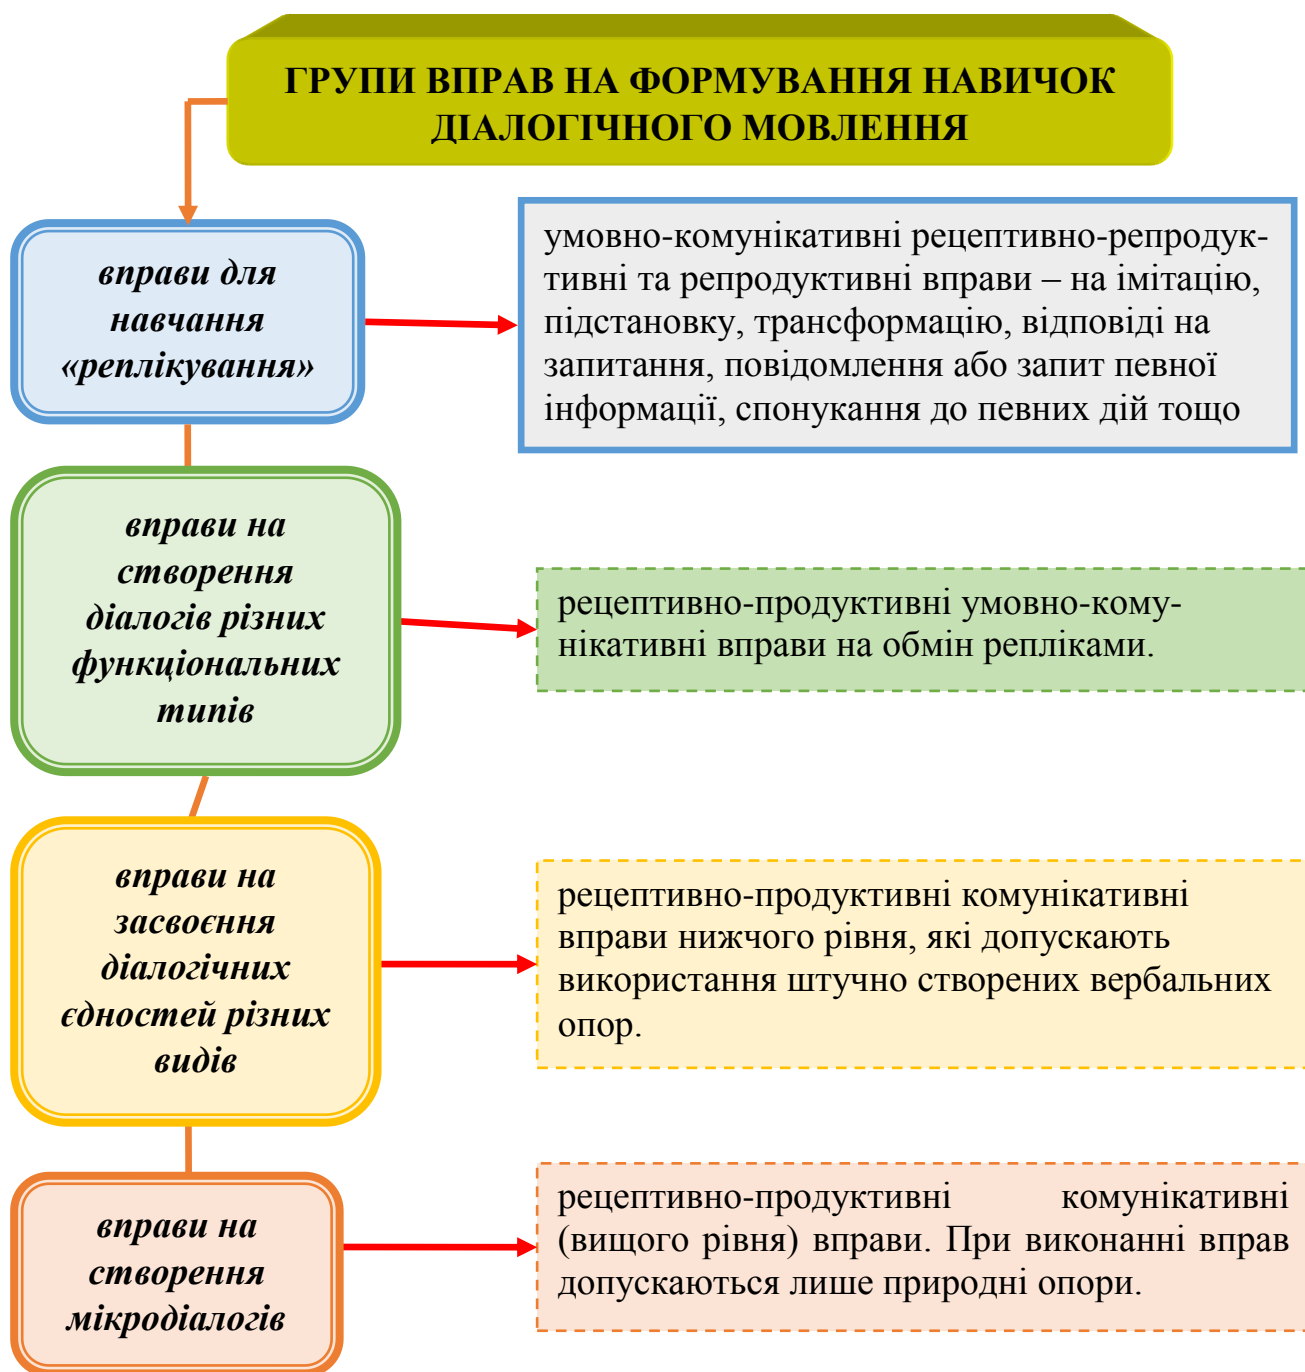 ГРУПИ ВПРАВ НА ФОРМУВАННЯ НАВИЧОК
ДІАЛОГІЧНОГО МОВЛЕННЯ
вправи для
навчання
«реплікування»
умовно-комунікативні рецептивно-репродук-
тивні та репродуктивні вправи – на імітацію,
підстановку, трансформацію, відповіді на
запитання, повідомлення або запит певної
інформації, спонукання до певних дій тощо
вправи на
створення
діалогів різних
функціональних
типів
рецептивно-продуктивні умовно-кому-
нікативні вправи на обмін репліками.
вправи на
засвоєння
діалогічних
єдностей різних
видів
рецептивно-продуктивні комунікативні
вправи нижчого рівня, які допускають
використання штучно створених вербальних
опор.
вправи на
створення
мікродіалогів
рецептивно-продуктивні комунікативні
(вищого рівня) вправи. При виконанні вправ
допускаються лише природні опори.